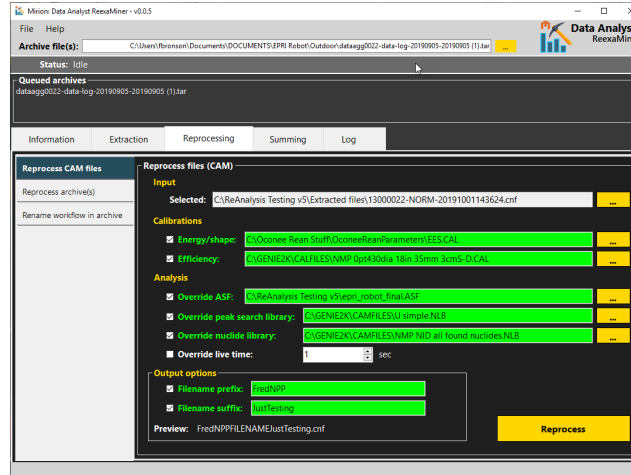 Mirion: Data Analyst ReexaMiner - v0.0.5
File Help
Data Analys
ReexaMin
Archive file(s): C:\Users\fbronson\Documents\DOCUMENTS\EPRI Robot\Outdoor\dataagg0022-data-log-20190905-20190905 (1).tar ...
Status: Idle
Queued archives
dataagg0022-data-log-20190905-20190905 (1).tar
Information Extraction Reprocessing Summing Log
Reprocess CAM files
Reprocess archive(s)
Rename workflow in archive
Reprocess files (CAM)
Input
Selected: C:\ReAnalysis Testing v5\Extracted files\13000022-NORM-20191001143624.cnf ...
Calibrations
Energy/shape: C:\Oconee Rean Stuff\OconeeReanParameters\EES.CAL ...
Efficiency: C:\GENIE2K\CALFILES\NMP 0pt430dia 18in 35mm 3cmS-D.CAL ...
Analysis
Override ASF: C:\ReAnalysis Testing v5\epri_robot_final.ASF ...
Override peak search library: C:\GENIE2K\CAMFILES\U simple.NLB ...
Override nuclide library: C:\GENIE2K\CAMFILES\NMP NID all found nuclides.NLB ...
Override live time: 1 sec
Output options
Filename prefix: FredNPP
Filename suffix: JustTesting
Preview: FredNPPFILENAMEJustTesting.cnf
Reprocess